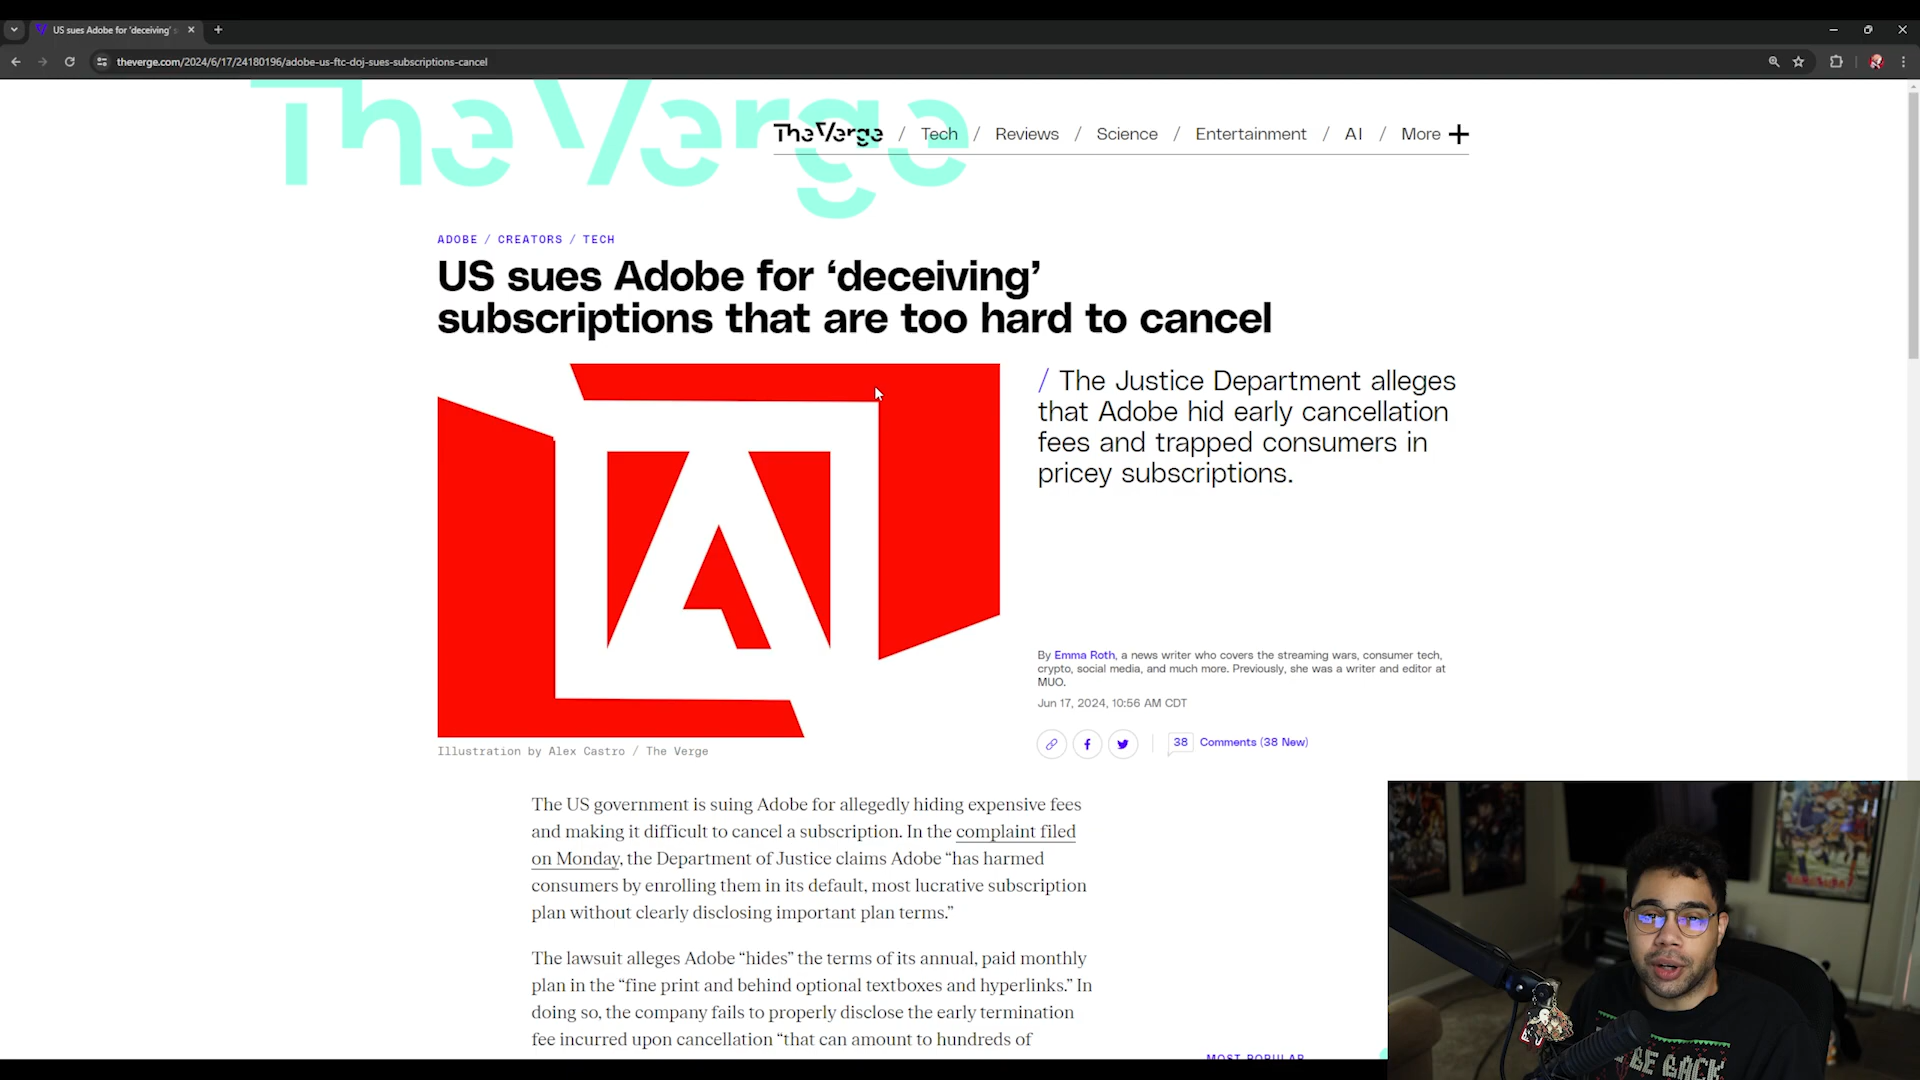 US sues Adobe for ‘deceiving’ s
theverge.com/2024/6/17/24180196/adobe-us-ftc-doj-sues-subscriptions-cancel
The Verge
The Verge / Tech / Reviews / Science / Entertainment / AI / More +
ADOBE / CREATORS / TECH
US sues Adobe for ‘deceiving’
subscriptions that are too hard to cancel
/ The Justice Department alleges
that Adobe hid early cancellation
fees and trapped consumers in
pricey subscriptions.
By Emma Roth, a news writer who covers the streaming wars, consumer tech,
crypto, social media, and much more. Previously, she was a writer and editor at
MUO.
Jun 17, 2024, 10:56 AM CDT
38 Comments (38 New)
Illustration by Alex Castro / The Verge
The US government is suing Adobe for allegedly hiding expensive fees
and making it difficult to cancel a subscription. In the complaint filed
on Monday, the Department of Justice claims Adobe “has harmed
consumers by enrolling them in its default, most lucrative subscription
plan without clearly disclosing important plan terms.”
The lawsuit alleges Adobe “hides” the terms of its annual, paid monthly
plan in the “fine print and behind optional textboxes and hyperlinks.” In
doing so, the company fails to properly disclose the early termination
fee incurred upon cancellation “that can amount to hundreds of
MOST POPULAR
BE BACK